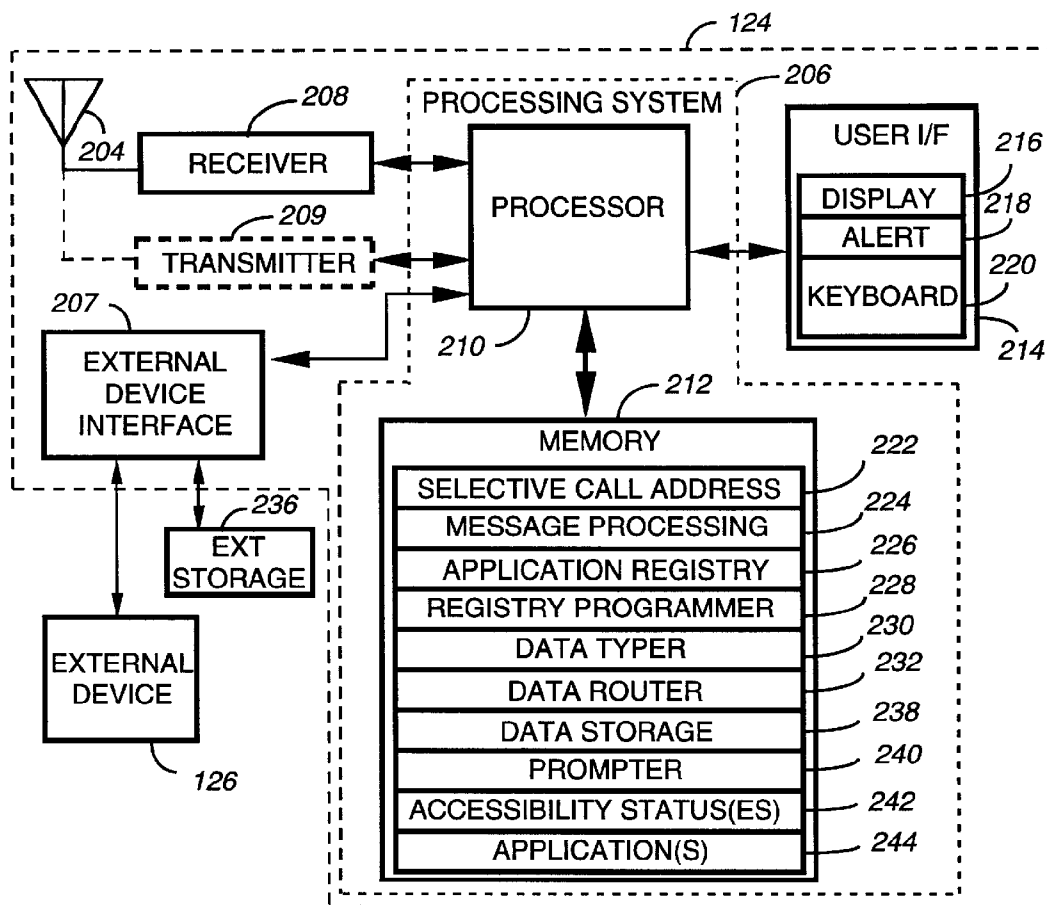 124
206
208
PROCESSING SYSTEM
204
RECEIVER
PROCESSOR
USER I/F
216
DISPLAY
218
ALERT
209
TRANSMITTER
220
KEYBOARD
207
210
214
EXTERNAL
DEVICE
INTERFACE
212
MEMORY
222
SELECTIVE CALL ADDRESS
224
MESSAGE PROCESSING
236
226
EXT
STORAGE
APPLICATION REGISTRY
228
REGISTRY PROGRAMMER
230
DATA TYPER
EXTERNAL
DEVICE
232
DATA ROUTER
238
DATA STORAGE
126
240
PROMPTER
242
ACCESSIBILITY STATUS(ES)
244
APPLICATION(S)